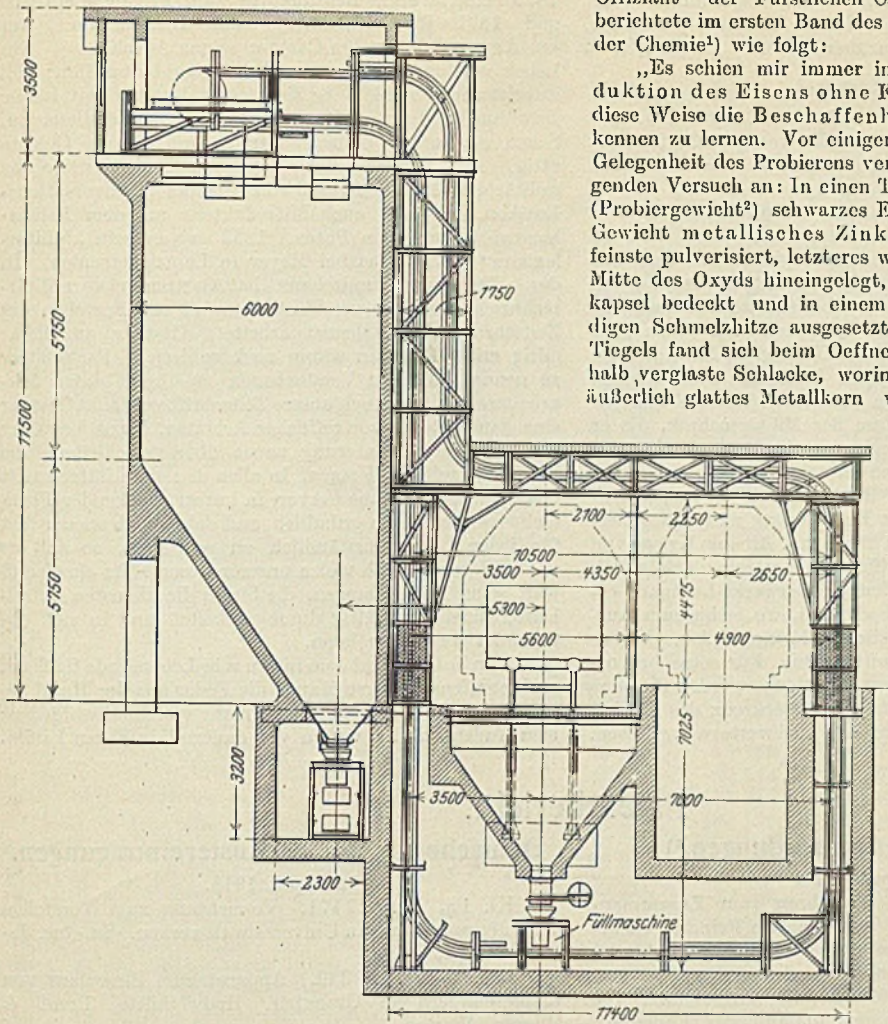 berichtete im ersten Band des
der Chemie¹) wie folgt:
„Es schien mir immer in
duktion des Eisens ohne
diese Weise die Beschaffenh
kennen zu lernen. Vor einigen
Gelegenheit des Probierens ver
genden Versuch an: In einen T
(Probiergewicht²) schwarzes E
Gewicht metallisches Zink
feinste pulverisiert, letzteres w
Mitte des Oxyds hineingelegt,
kapsel bedeckt und in einem
digen Schmelzhitze ausgesetzt
Tiegels fand sich beim Oeffne
halb verglaste Schlacke, worin
äußerlich glattes Metallkorn
3500
1750
6000
5750
11500
5750
2100
2250
10500
3500
4350
2650
5300
4475
5600
4900
3200
7025
3500
7000
2300
Füllmaschine
11400